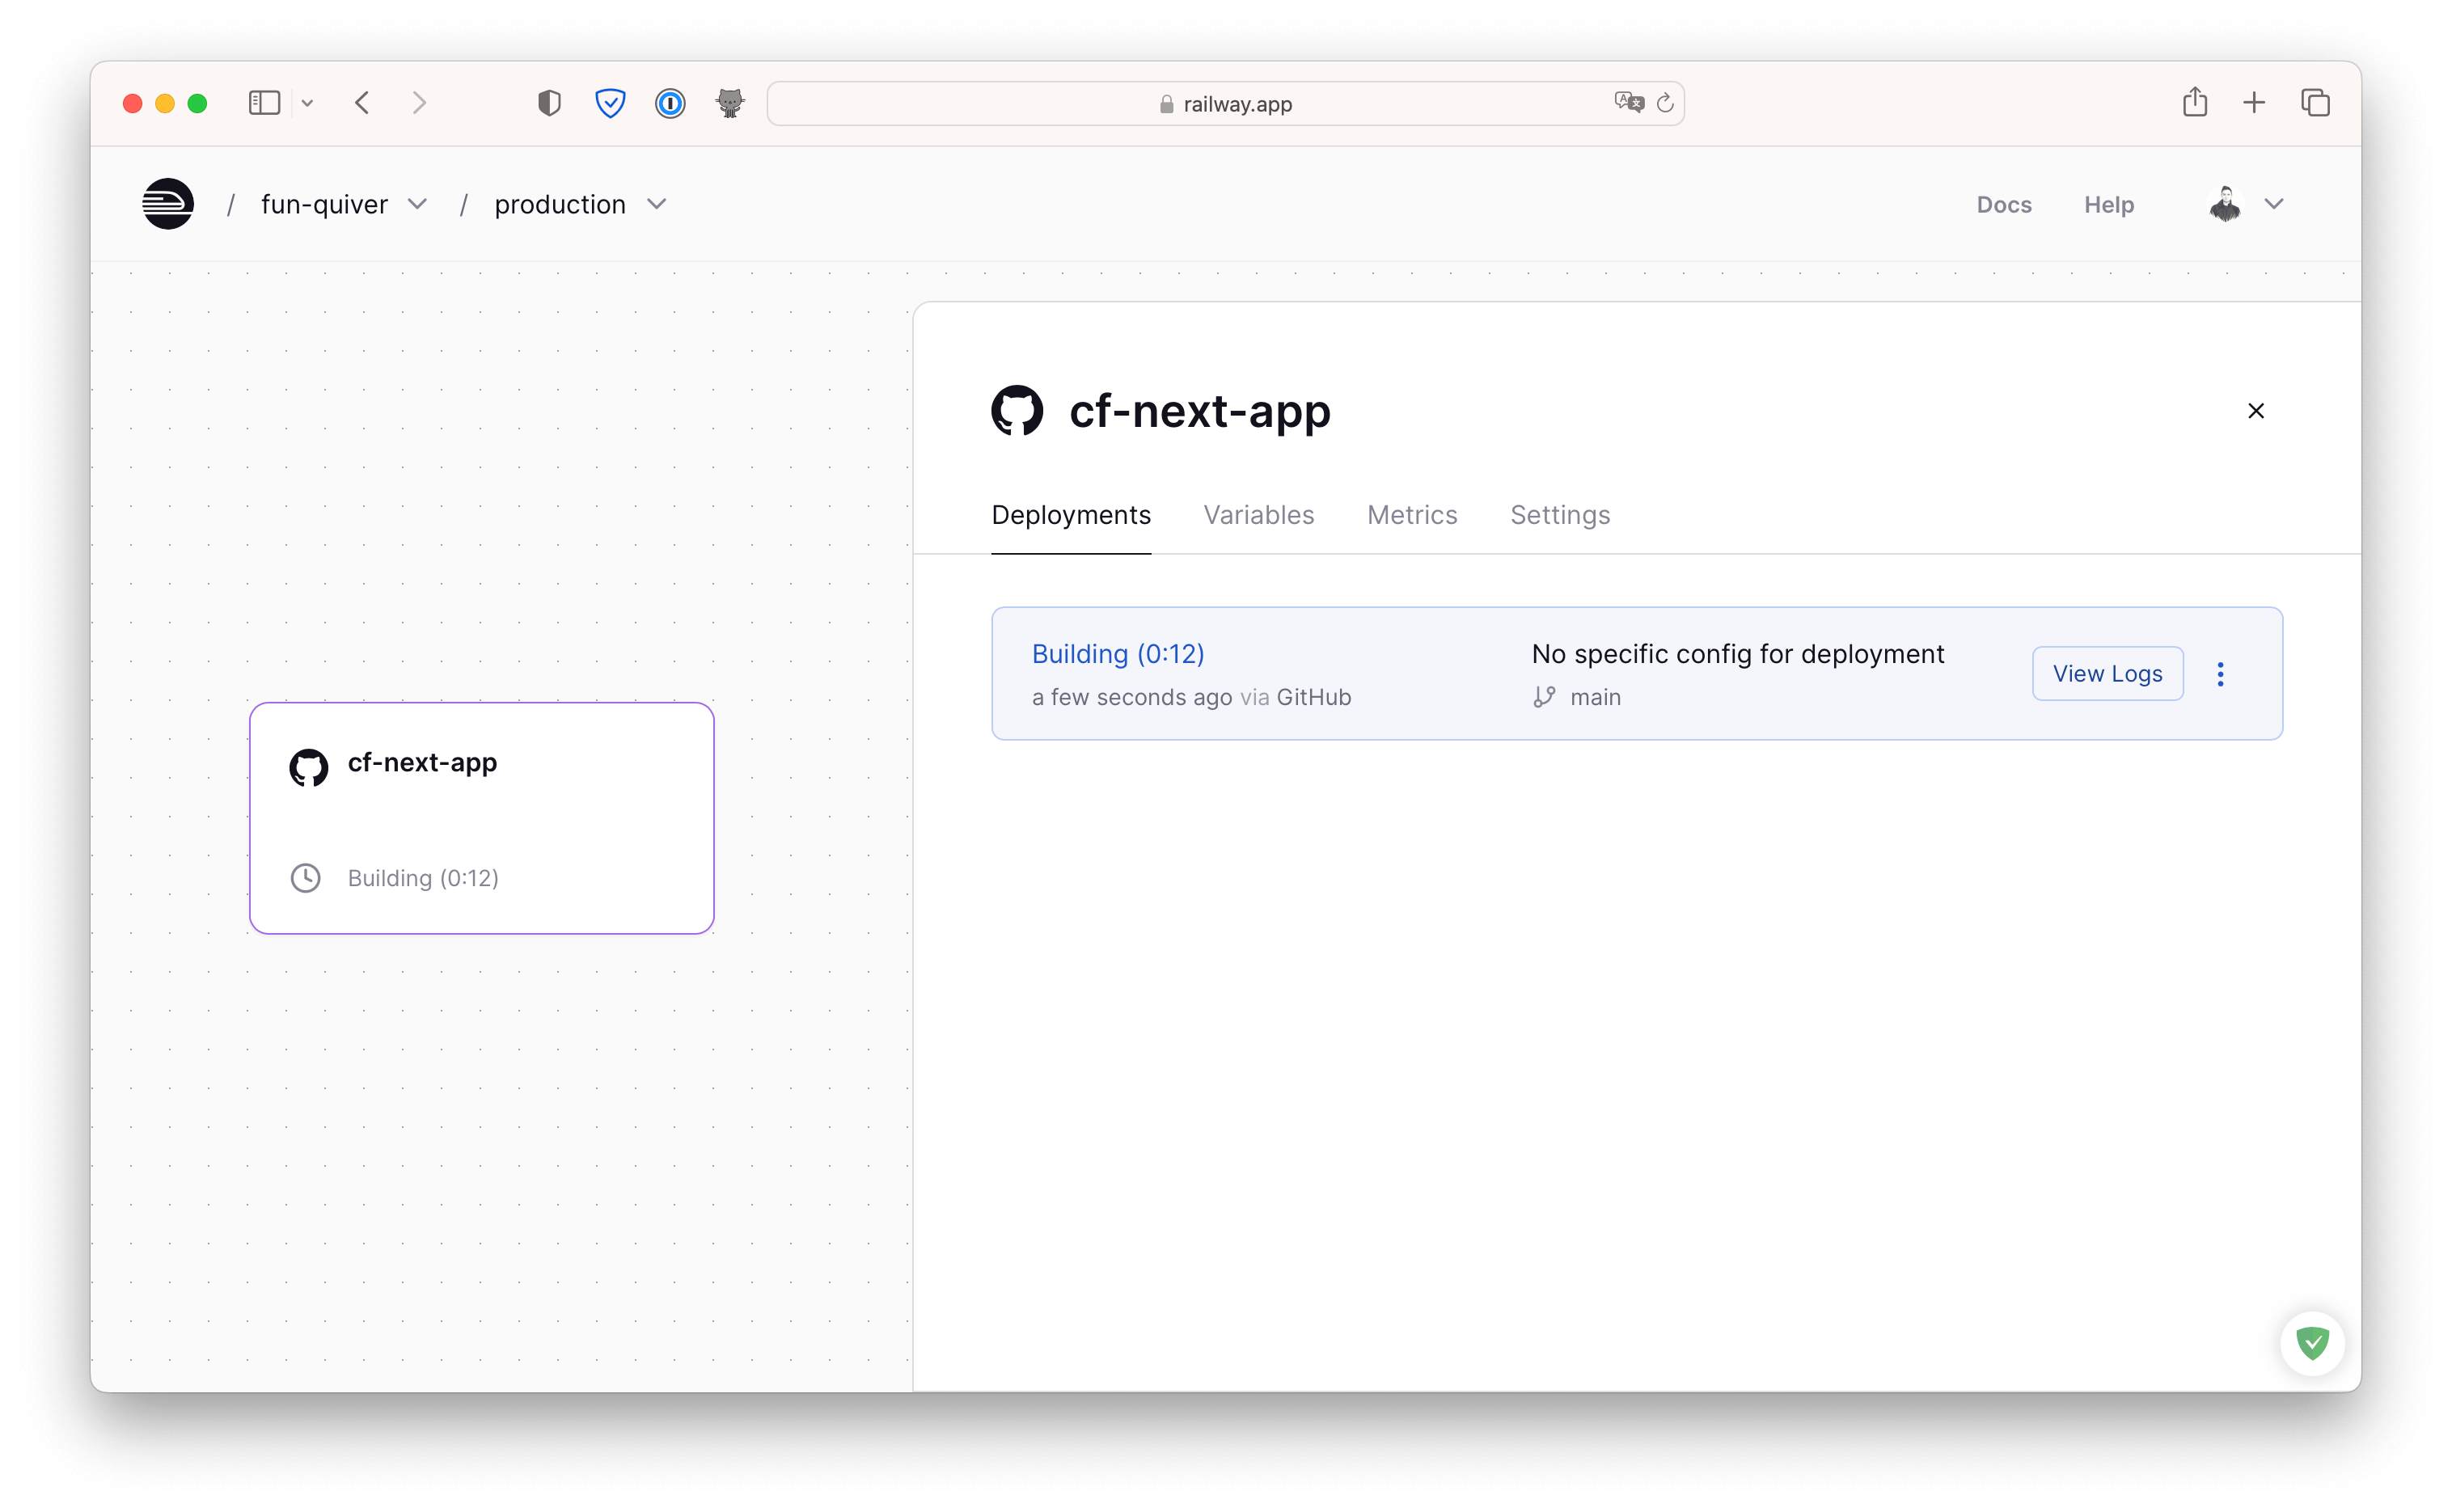 railway.app
/ fun-quiver / production
Docs Help
cf-next-app
Deployments Variables Metrics Settings
Building (0:12)
a few seconds ago via GitHub
No specific config for deployment
main
View Logs
cf-next-app
Building (0:12)